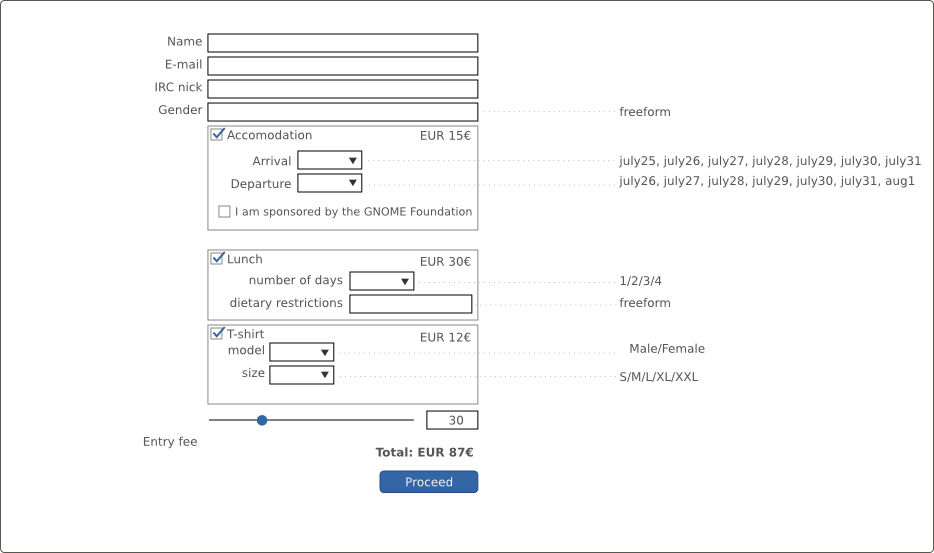 Name
E-mail
IRC nick
Gender
freeform
Accomodation EUR 15€
Arrival
july25, july26, july27, july28, july29, july30, july31
Departure
july26, july27, july28, july29, july30, july31, aug1
I am sponsored by the GNOME Foundation
Lunch EUR 30€
number of days
1/2/3/4
dietary restrictions
freeform
T-shirt EUR 12€
model
Male/Female
size
S/M/L/XL/XXL
30
Entry fee
Total: EUR 87€
Proceed